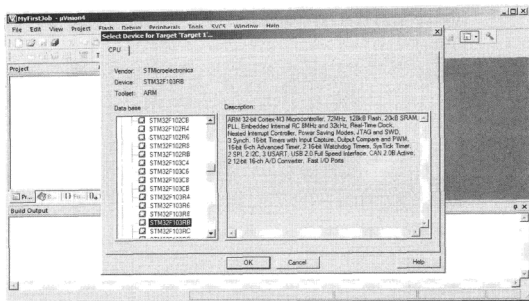 MyFirstJob - µVision4
File Edit View Project Flash Debug Peripherals Tools SVCS Window Help
Select Device for Target 'Target 1'...
CPU
Project
Vendor: STMicroelectronics
Device: STM32F103RB
Toolset: ARM
Data base
Description:
STM32F102CB
STM32F102R4
STM32F102R6
STM32F102R8
STM32F102RB
STM32F103C4
STM32F103C6
STM32F103C8
STM32F103CB
STM32F103R4
STM32F103R6
STM32F103R8
STM32F103RB
STM32F103RC
ARM 32-bit Cortex-M3 Microcontroller, 72MHz, 128kB Flash, 20kB SRAM,
PLL, Embedded Internal RC 8MHz and 32kHz, Real-Time Clock,
Nested Interrupt Controller, Power Saving Modes, JTAG and SWD,
3 Synch. 16-bit Timers with Input Capture, Output Compare and PWM,
16-bit 6-ch Advanced Timer, 2 16-bit Watchdog Timers, SysTick Timer,
2 SPI, 2 I2C, 3 USART, USB 2.0 Full Speed Interface, CAN 2.0B Active,
2 12-bit 16-ch A/D Converter, Fast I/O Ports
Build Output
OK Cancel Help